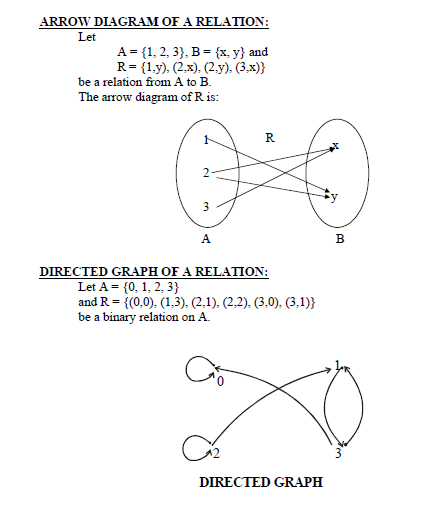 ARROW DIAGRAM OF A RELATION:
Let
A = {1, 2, 3}, B = {x, y} and
R = {1,y), (2,x), (2,y), (3,x)}
be a relation from A to B.
The arrow diagram of R is:
R
1
x
2
y
3
A
B
DIRECTED GRAPH OF A RELATION:
Let A = {0, 1, 2, 3}
and R = {(0,0), (1,3), (2,1), (2,2), (3,0), (3,1)}
be a binary relation on A.
1
0
2
3
DIRECTED GRAPH